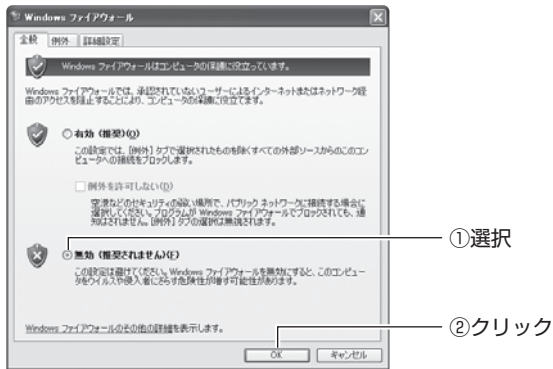 Windows ファイアウォール
全般 例外 詳細設定
Windows ファイアウォールはコンピュータの保護に役立っています。
Windows ファイアウォールでは、承認されていないユーザーによるインターネットまたはネットワーク経
由のアクセスを阻止することにより、コンピュータの保護に役立てます。
有効 (推奨)(O)
この設定では、[例外] タブで選択されたものを除くすべての外部ソースからのこのコン
ピュータへの接続をブロックします。
例外を許可しない(D)
空港などのセキュリティの弱い場所で、パブリック ネットワークに接続する場合に
選択してください。プログラムが Windows ファイアウォールでブロックされても、通
知はされません。[例外] タブの選択は無視されます。
無効 (推奨されません)(F)
この設定は避けてください。Windows ファイアウォールを無効にすると、このコンピュー
タをウイルスや侵入者にさらす危険性が増す可能性があります。
①選択
Windows ファイアウォールのその他の詳細を表示します。
②クリック
OK キャンセル